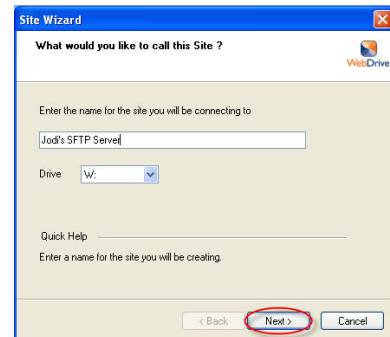 Site Wizard
What would you like to call this Site ?
WebDrive
Enter the name for the site you will be connecting to
Jodi's SFTP Server
Drive W:
Quick Help
Enter a name for the site you will be creating.
< Back Next > Cancel